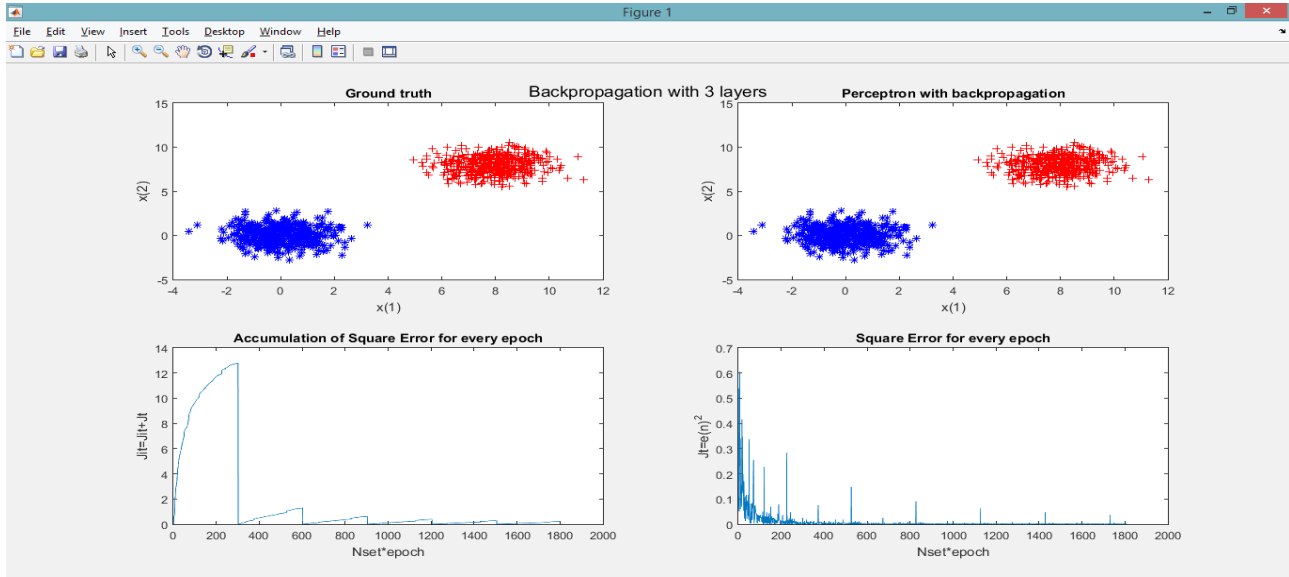 Figure 1
File Edit View Insert Tools Desktop Window Help
Backpropagation with 3 layers
Ground truth
15
10
5
0
-5
x(2)
-4 -2 0 2 4 6 8 10 12
x(1)
Perceptron with backpropagation
15
10
5
0
-5
x(2)
-4 -2 0 2 4 6 8 10 12
x(1)
Accumulation of Square Error for every epoch
14
12
10
8
6
4
2
0
Jit=Jit+Jt
0 200 400 600 800 1000 1200 1400 1600 1800 2000
Nset*epoch
Square Error for every epoch
0.7
0.6
0.5
0.4
0.3
0.2
0.1
0
Jt=e(n)^2
0 200 400 600 800 1000 1200 1400 1600 1800 2000
Nset*epoch